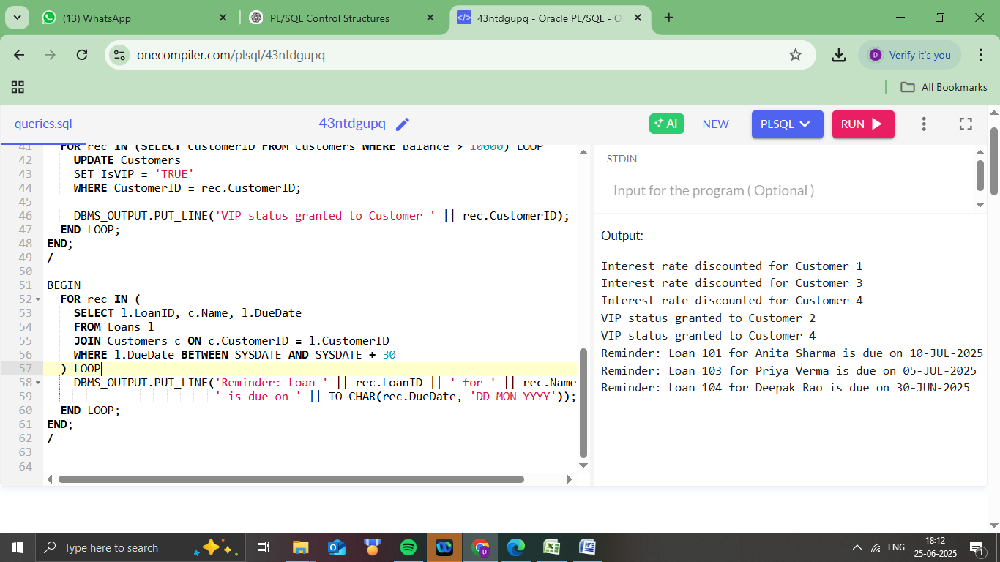 (13) WhatsApp
PL/SQL Control Structures
43ntdgupq - Oracle PL/SQL - O
onecompiler.com/plsql/43ntdgupq
D
Verify it's you
All Bookmarks
queries.sql
43ntdgupq
AI
NEW
PLSQL
RUN
41 FOR rec IN (SELECT CustomerID FROM Customers WHERE Balance > 10000) LOOP
42 UPDATE Customers
43 SET IsVIP = 'TRUE'
44 WHERE CustomerID = rec.CustomerID;
45
46 DBMS_OUTPUT.PUT_LINE('VIP status granted to Customer ' || rec.CustomerID);
47 END LOOP;
48 END;
49 /
50
51 BEGIN
52 FOR rec IN (
53 SELECT l.LoanID, c.Name, l.DueDate
54 FROM Loans l
55 JOIN Customers c ON c.CustomerID = l.CustomerID
56 WHERE l.DueDate BETWEEN SYSDATE AND SYSDATE + 30
57 ) LOOP
58 DBMS_OUTPUT.PUT_LINE('Reminder: Loan ' || rec.LoanID || ' for ' || rec.Name
59 ' is due on ' || TO_CHAR(rec.DueDate, 'DD-MON-YYYY'));
60 END LOOP;
61 END;
62 /
63
64
STDIN
Input for the program ( Optional )
Output:
Interest rate discounted for Customer 1
Interest rate discounted for Customer 3
Interest rate discounted for Customer 4
VIP status granted to Customer 2
VIP status granted to Customer 4
Reminder: Loan 101 for Anita Sharma is due on 10-JUL-2025
Reminder: Loan 103 for Priya Verma is due on 05-JUL-2025
Reminder: Loan 104 for Deepak Rao is due on 30-JUN-2025
Type here to search
D
ENG
18:12
25-06-2025
1